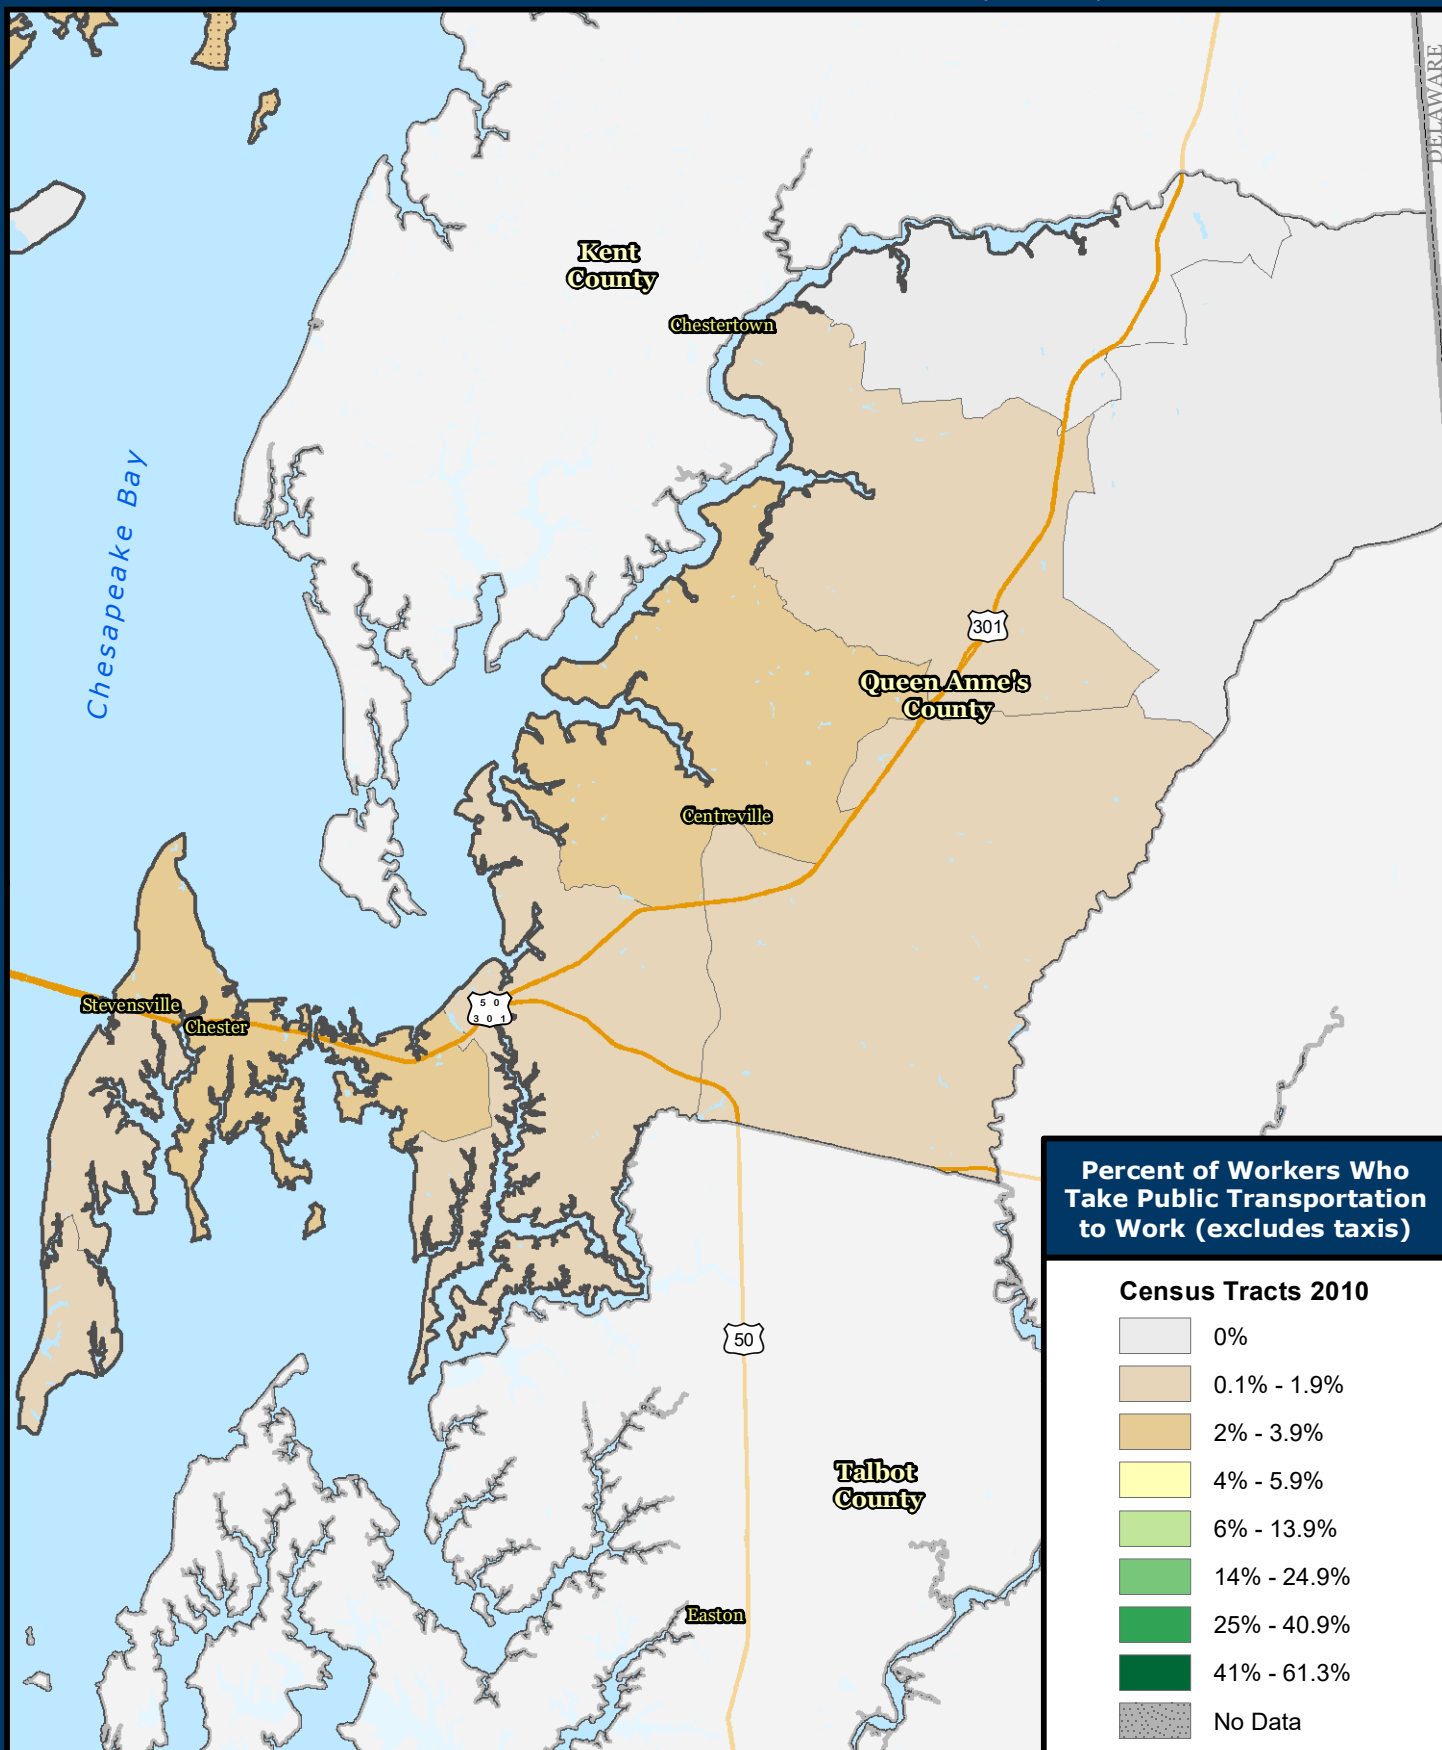 DELAWARE
Kent
County
Chestertown
Chesapeake Bay
301
Queen Anne's
County
Centreville
Stevensville
Chester
50
301
50
Talbot
County
Easton
Percent of Workers Who
Take Public Transportation
to Work (excludes taxis)
Census Tracts 2010
0%
0.1% - 1.9%
2% - 3.9%
4% - 5.9%
6% - 13.9%
14% - 24.9%
25% - 40.9%
41% - 61.3%
No Data